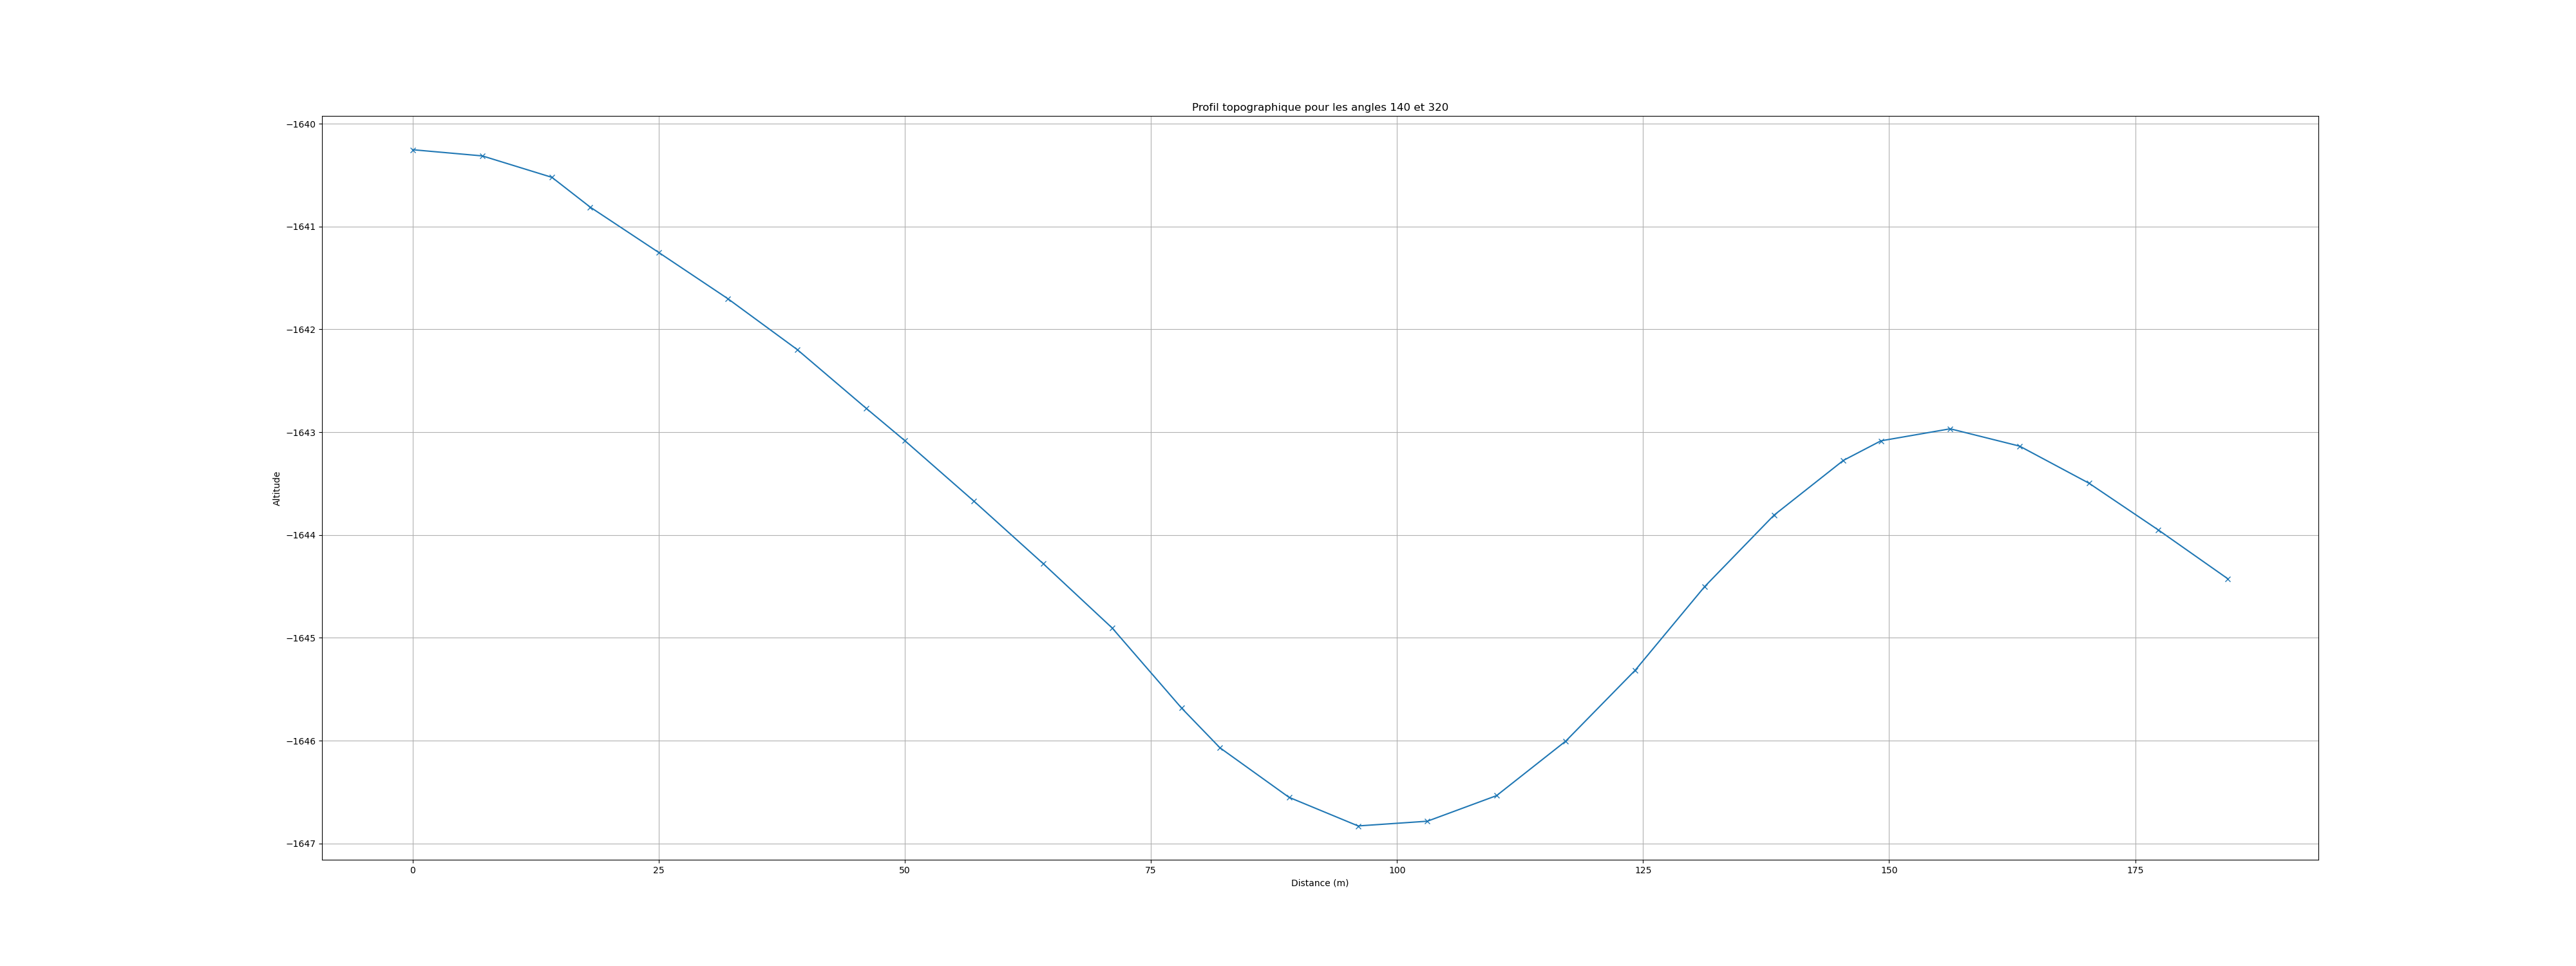 Profil topographique pour les angles 140 et 320
−1640
−1641
−1642
−1643
−1644
−1645
−1646
−1647
Altitude
0 25 50 75 100 125 150 175
Distance (m)